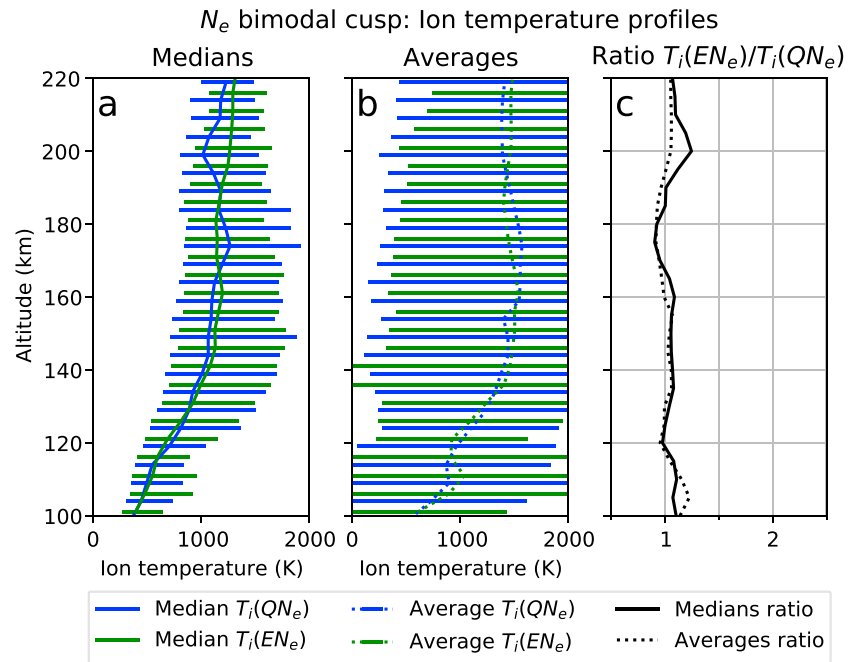 N_e bimodal cusp: Ion temperature profiles
Medians
Averages
Ratio T_i(EN_e)/T_i(QN_e)
a
b
c
220
200
180
160
140
120
100
Altitude (km)
0 1000 2000
0 1000 2000
1 2
Ion temperature (K)
Ion temperature (K)
Median T_i(QN_e)
Median T_i(EN_e)
Average T_i(QN_e)
Average T_i(EN_e)
Medians ratio
Averages ratio